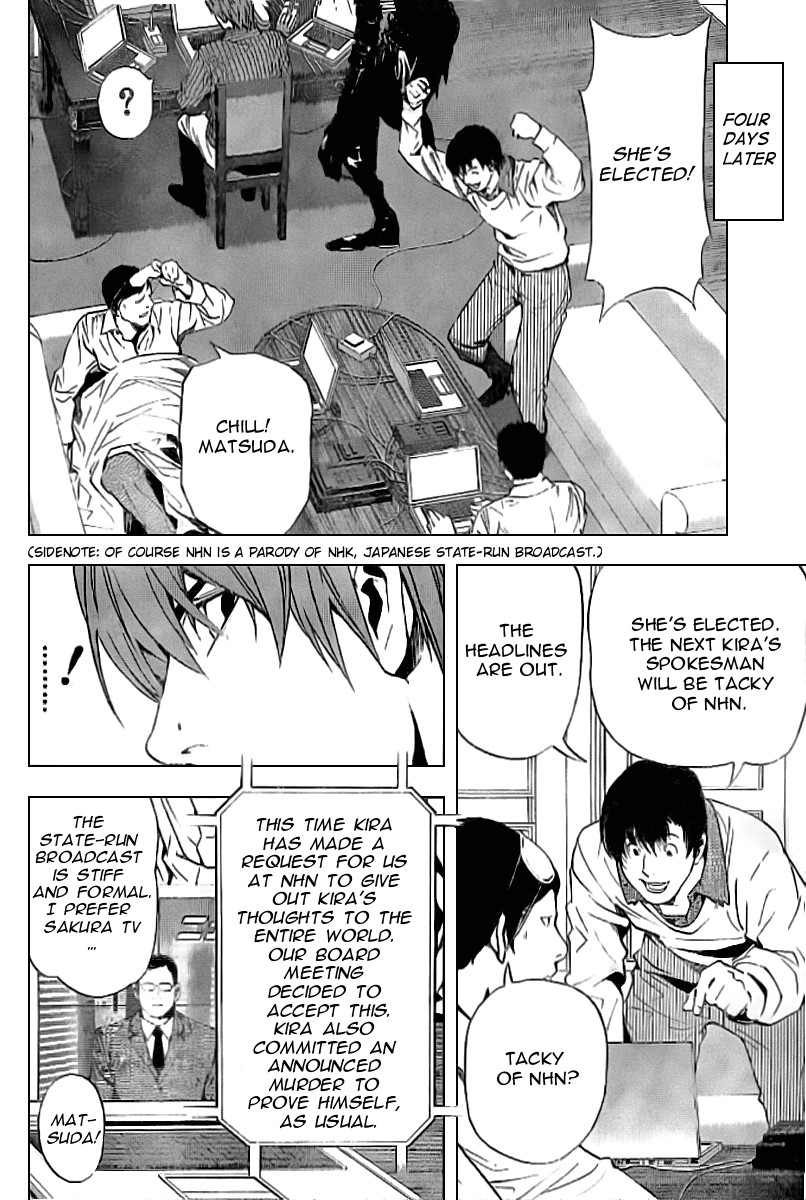 FOUR
DAYS
LATER
SHE'S
ELECTED!
?
CHILL!
MATSUDA.
(SIDENOTE: OF COURSE NHN IS A PARODY OF NHK, JAPANESE STATE-RUN BROADCAST.)
SHE'S ELECTED.
THE NEXT KIRA'S
SPOKESMAN
WILL BE TACKY
OF NHN.
THE
HEADLINES
ARE OUT.
......!
TACKY
OF NHN?
THIS TIME KIRA
HAS MADE A
REQUEST FOR US
AT NHN TO GIVE
OUT KIRA'S
THOUGHTS TO THE
ENTIRE WORLD.
OUR BOARD
MEETING
DECIDED TO
ACCEPT THIS.
KIRA ALSO
COMMITTED AN
ANNOUNCED
MURDER TO
PROVE HIMSELF,
AS USUAL.
THE
STATE-RUN
BROADCAST
IS STIFF
AND FORMAL.
I PREFER
SAKURA TV
...
MAT-
SUDA!